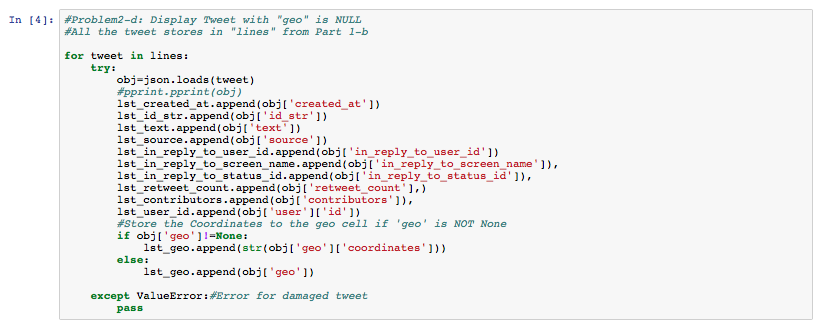 In [4]: #Problem2-d: Display Tweet with "geo" is NULL
#All the tweet stores in "lines" from Part 1-b
for tweet in lines:
try:
obj=json.loads(tweet)
#pprint.pprint(obj)
lst_created_at.append(obj['created_at'])
lst_id_str.append(obj['id_str'])
lst_text.append(obj['text'])
lst_source.append(obj['source'])
lst_in_reply_to_user_id.append(obj['in_reply_to_user_id'])
lst_in_reply_to_screen_name.append(obj['in_reply_to_screen_name']),
lst_in_reply_to_status_id.append(obj['in_reply_to_status_id']),
lst_retweet_count.append(obj['retweet_count'],)
lst_contributors.append(obj['contributors']),
lst_user_id.append(obj['user']['id'])
#Store the Coordinates to the geo cell if 'geo' is NOT None
if obj['geo']!=None:
lst_geo.append(str(obj['geo']['coordinates']))
else:
lst_geo.append(obj['geo'])
except ValueError:#Error for damaged tweet
pass